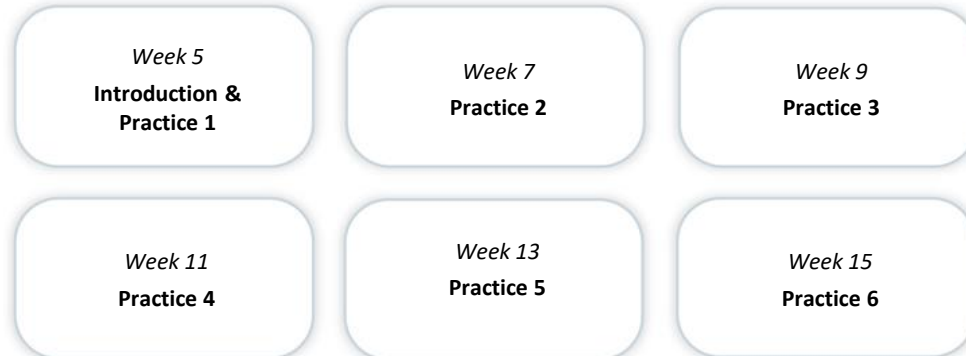 Week 5
Introduction &
Practice 1
Week 7
Practice 2
Week 9
Practice 3
Week 11
Practice 4
Week 13
Practice 5
Week 15
Practice 6